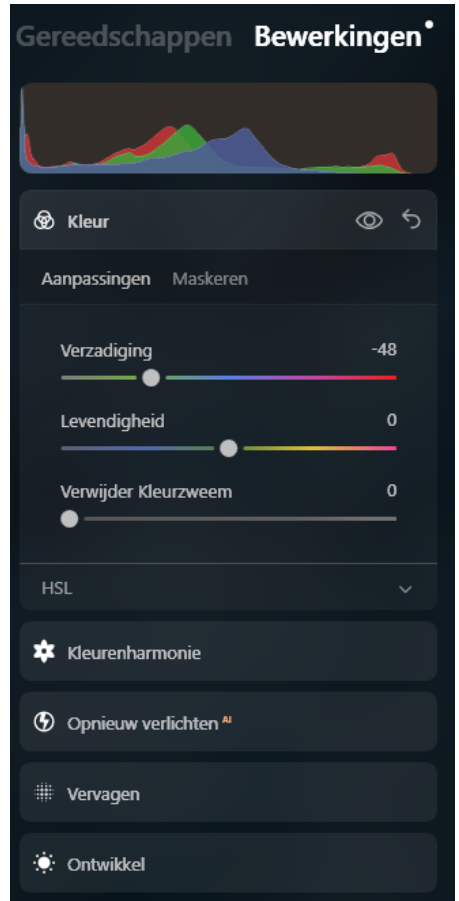 Gereedschappen Bewerkingen
Kleur
Aanpassingen Maskeren
Verzadiging -48
Levendigheid 0
Verwijder Kleurzweem 0
HSL
Kleurenharmonie
Opnieuw verlichten AI
Vervagen
Ontwikkel